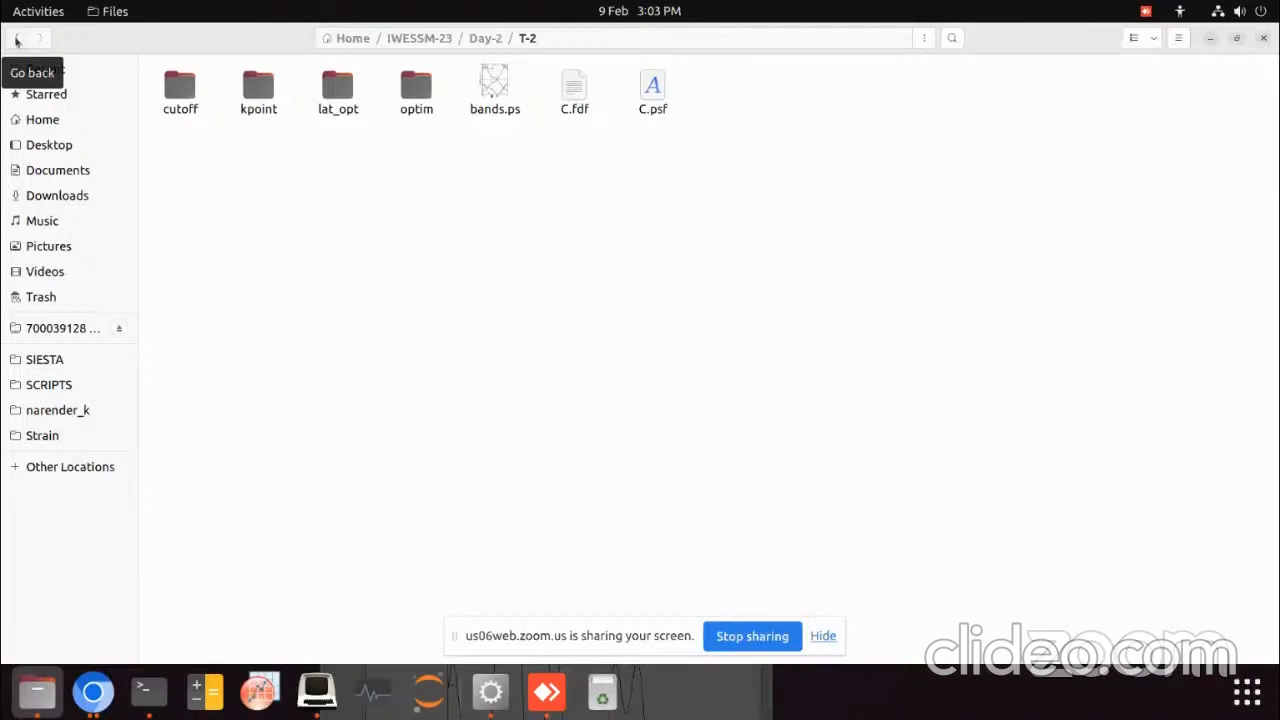 Activities Files 9 Feb 3:03 PM
Home / IWESSM-23 / Day-2 / T-2
Go back
Starred
Home
Desktop
Documents
Downloads
Music
Pictures
Videos
Trash
700039128 ...
SIESTA
SCRIPTS
narender_k
Strain
+ Other Locations
cutoff kpoint lat_opt optim bands.ps C.fdf C.psf
us06web.zoom.us is sharing your screen. Stop sharing Hide
zoom
clideo.com